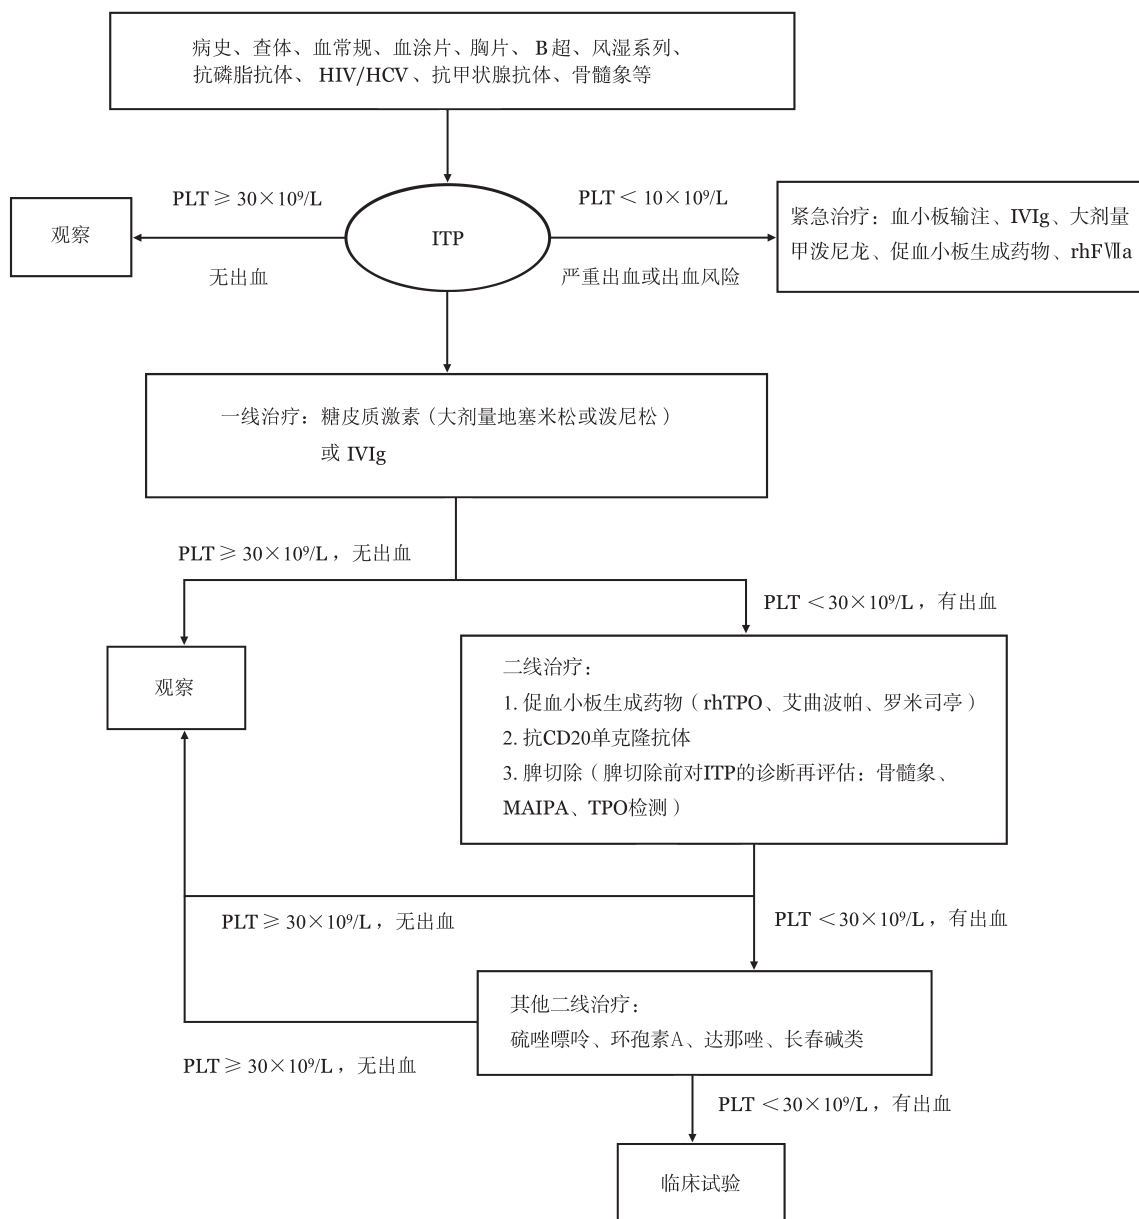 病史、查体、血常规、血涂片、胸片、B超、风湿系列、
抗磷脂抗体、HIV/HCV、抗甲状腺抗体、骨髓象等
PLT ≥ 30×10⁹/L
PLT < 10×10⁹/L
观察
ITP
紧急治疗：血小板输注、IVIg、大剂量
甲泼尼龙、促血小板生成药物、rhFⅦa
无出血
严重出血或出血风险
一线治疗：糖皮质激素（大剂量地塞米松或泼尼松）
或 IVIg
PLT ≥ 30×10⁹/L，无出血
PLT < 30×10⁹/L，有出血
观察
二线治疗：
1. 促血小板生成药物（rhTPO、艾曲波帕、罗米司亭）
2. 抗CD20单克隆抗体
3. 脾切除（脾切除前对ITP的诊断再评估：骨髓象、
MAIPA、TPO检测）
PLT ≥ 30×10⁹/L，无出血
PLT < 30×10⁹/L，有出血
其他二线治疗：
硫唑嘌呤、环孢素A、达那唑、长春碱类
PLT ≥ 30×10⁹/L，无出血
PLT < 30×10⁹/L，有出血
临床试验